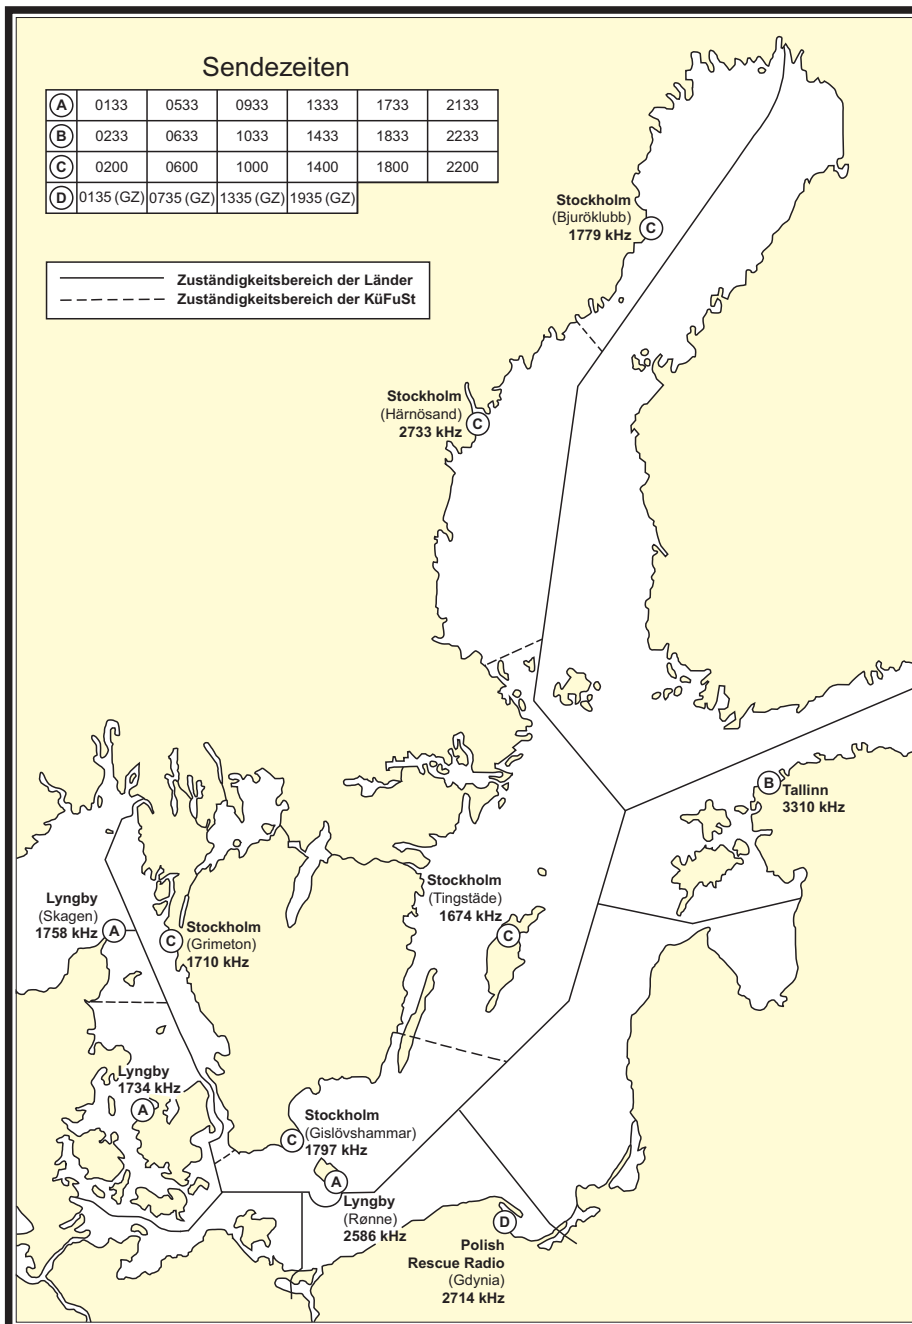 Sendezeiten
A 0133 0533 0933 1333 1733 2133
B 0233 0633 1033 1433 1833 2233
C 0200 0600 1000 1400 1800 2200
D 0135 (GZ) 0735 (GZ) 1335 (GZ) 1935 (GZ)
Zuständigkeitsbereich der Länder
Zuständigkeitsbereich der KüFuSt
Stockholm
(Bjuröklubb)
1779 kHz
C
Stockholm
(Härnösand)
2733 kHz
C
B
Tallinn
3310 kHz
Stockholm
(Tingstäde)
1674 kHz
C
Lyngby
(Skagen)
1758 kHz
A
C
Stockholm
(Grimeton)
1710 kHz
Lyngby
1734 kHz
A
C
Stockholm
(Gislövshammar)
1797 kHz
A
Lyngby
(Rønne)
2586 kHz
D
Polish
Rescue Radio
(Gdynia)
2714 kHz